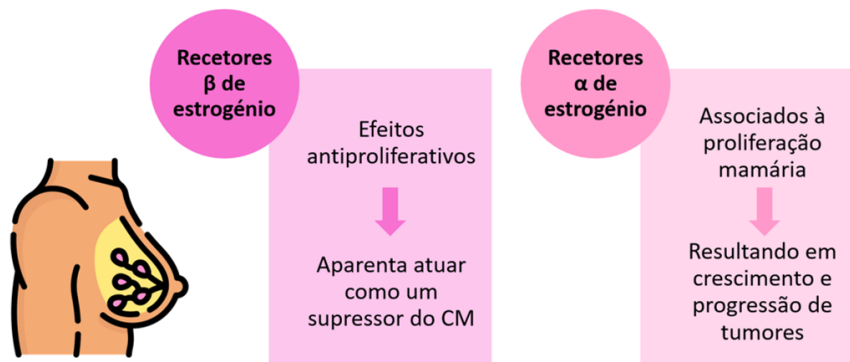 Recetores
β de
estrogénio
Efeitos
antiproliferativos
Aparenta atuar
como um
supressor do CM
Recetores
α de
estrogénio
Associados à
proliferação
mamária
Resultando em
crescimento e
progressão de
tumores